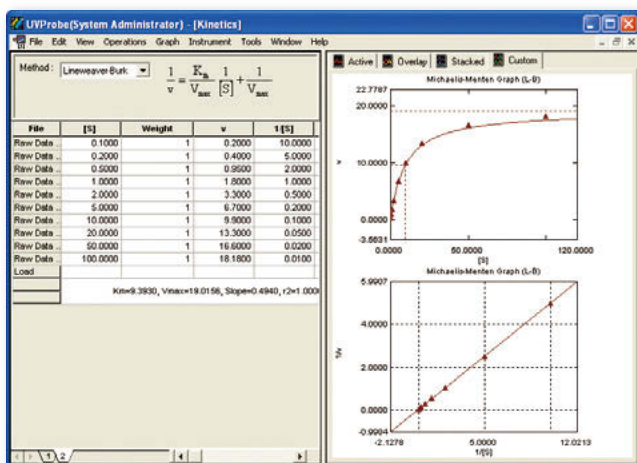 UVProbe(System Administrator) - [Kinetics]
File Edit View Operations Graph Instrument Tools Window Help
Method : Lineweaver-Burk
1/v = Km/Vmax 1/[S] + 1/Vmax
File [S] Weight v 1/[S]
Raw Data .. 0.1000 1 0.2000 10.0000
Raw Data .. 0.2000 1 0.4000 5.0000
Raw Data .. 0.5000 1 0.9500 2.0000
Raw Data .. 1.0000 1 1.8000 1.0000
Raw Data .. 2.0000 1 3.3000 0.5000
Raw Data .. 5.0000 1 6.7000 0.2000
Raw Data .. 10.0000 1 9.9000 0.1000
Raw Data .. 20.0000 1 13.3000 0.0500
Raw Data .. 50.0000 1 16.6000 0.0200
Raw Data .. 100.0000 1 18.1800 0.0100
Load
Km=9.3930, Vmax=19.0156, Slope=0.4940, r2=1.000
1 2
Active Overlap Stacked Custom
Michaelis-Menten Graph (L-B)
22.7787
20.0000
v
10.0000
0.0000
0.0000 50.0000 120.0000
[S]
Michaelis-Menten Graph (L-B)
5.9907
4.0000
1/v
2.0000
0.0000
-2.1278 5.0000 12.0213
1/[S]